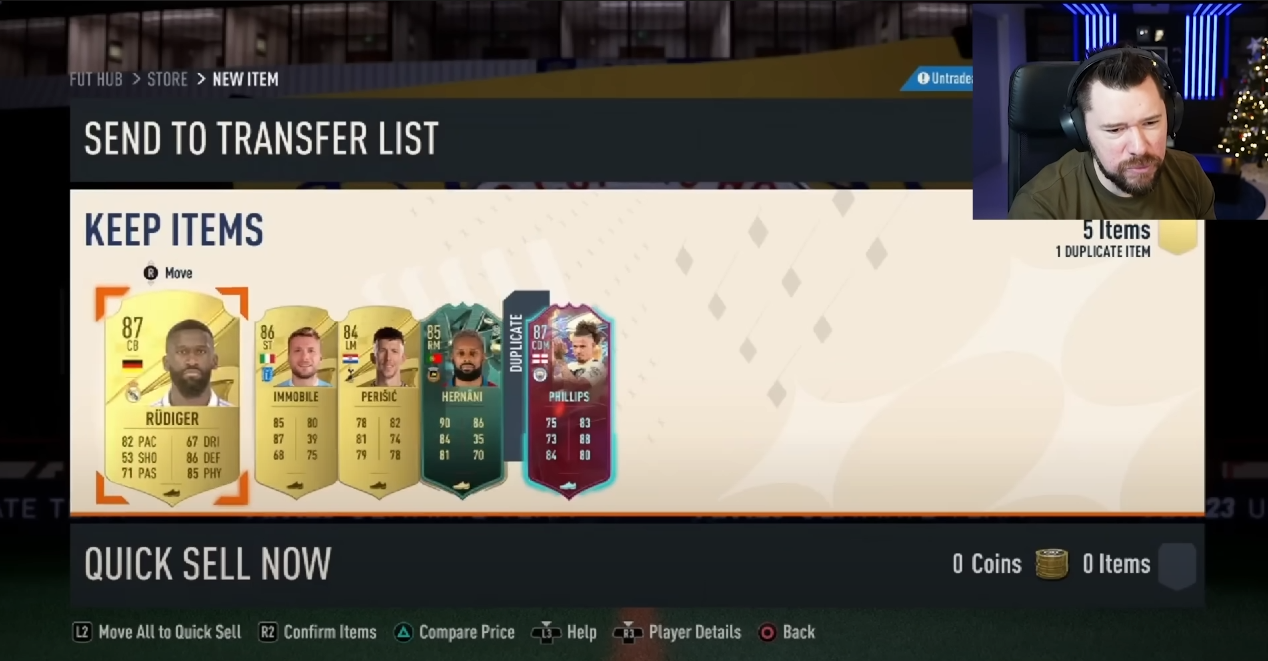 FUT HUB > STORE > NEW ITEM
Untrade
SEND TO TRANSFER LIST
KEEP ITEMS
5 Items
1 DUPLICATE ITEM
R Move
87
CB
RÜDIGER
82 PAC 67 DRI
53 SHO 86 DEF
71 PAS 85 PHY
86
ST
IMMOBILE
85 80
87 39
68 75
84
LM
PERIŠIĆ
78 82
81 74
79 78
85
RM
HERNÂNI
90 86
84 35
81 70
DUPLICATE
87
CDM
PHILLIPS
75 83
73 88
84 80
QUICK SELL NOW
0 Coins 0 Items
L2 Move All to Quick Sell R2 Confirm Items Compare Price Help R3 Player Details Back
ATE T
23 U